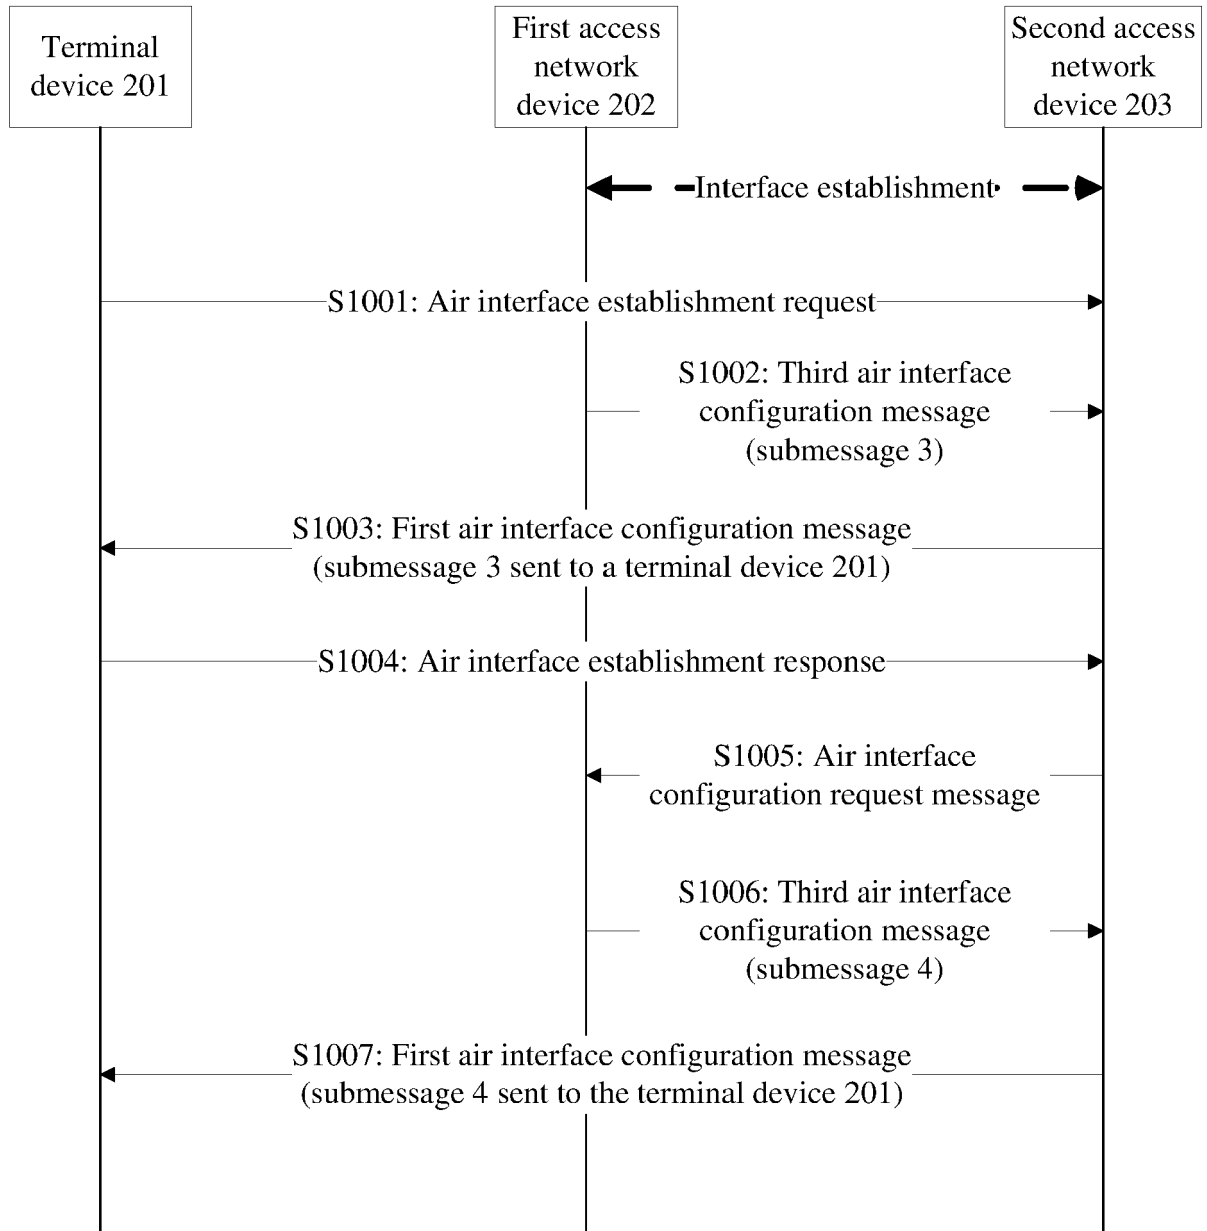 Terminal
device 201
First access
network
device 202
Second access
network
device 203
Interface establishment
S1001: Air interface establishment request
S1002: Third air interface
configuration message
(submessage 3)
S1003: First air interface configuration message
(submessage 3 sent to a terminal device 201)
S1004: Air interface establishment response
S1005: Air interface
configuration request message
S1006: Third air interface
configuration message
(submessage 4)
S1007: First air interface configuration message
(submessage 4 sent to the terminal device 201)